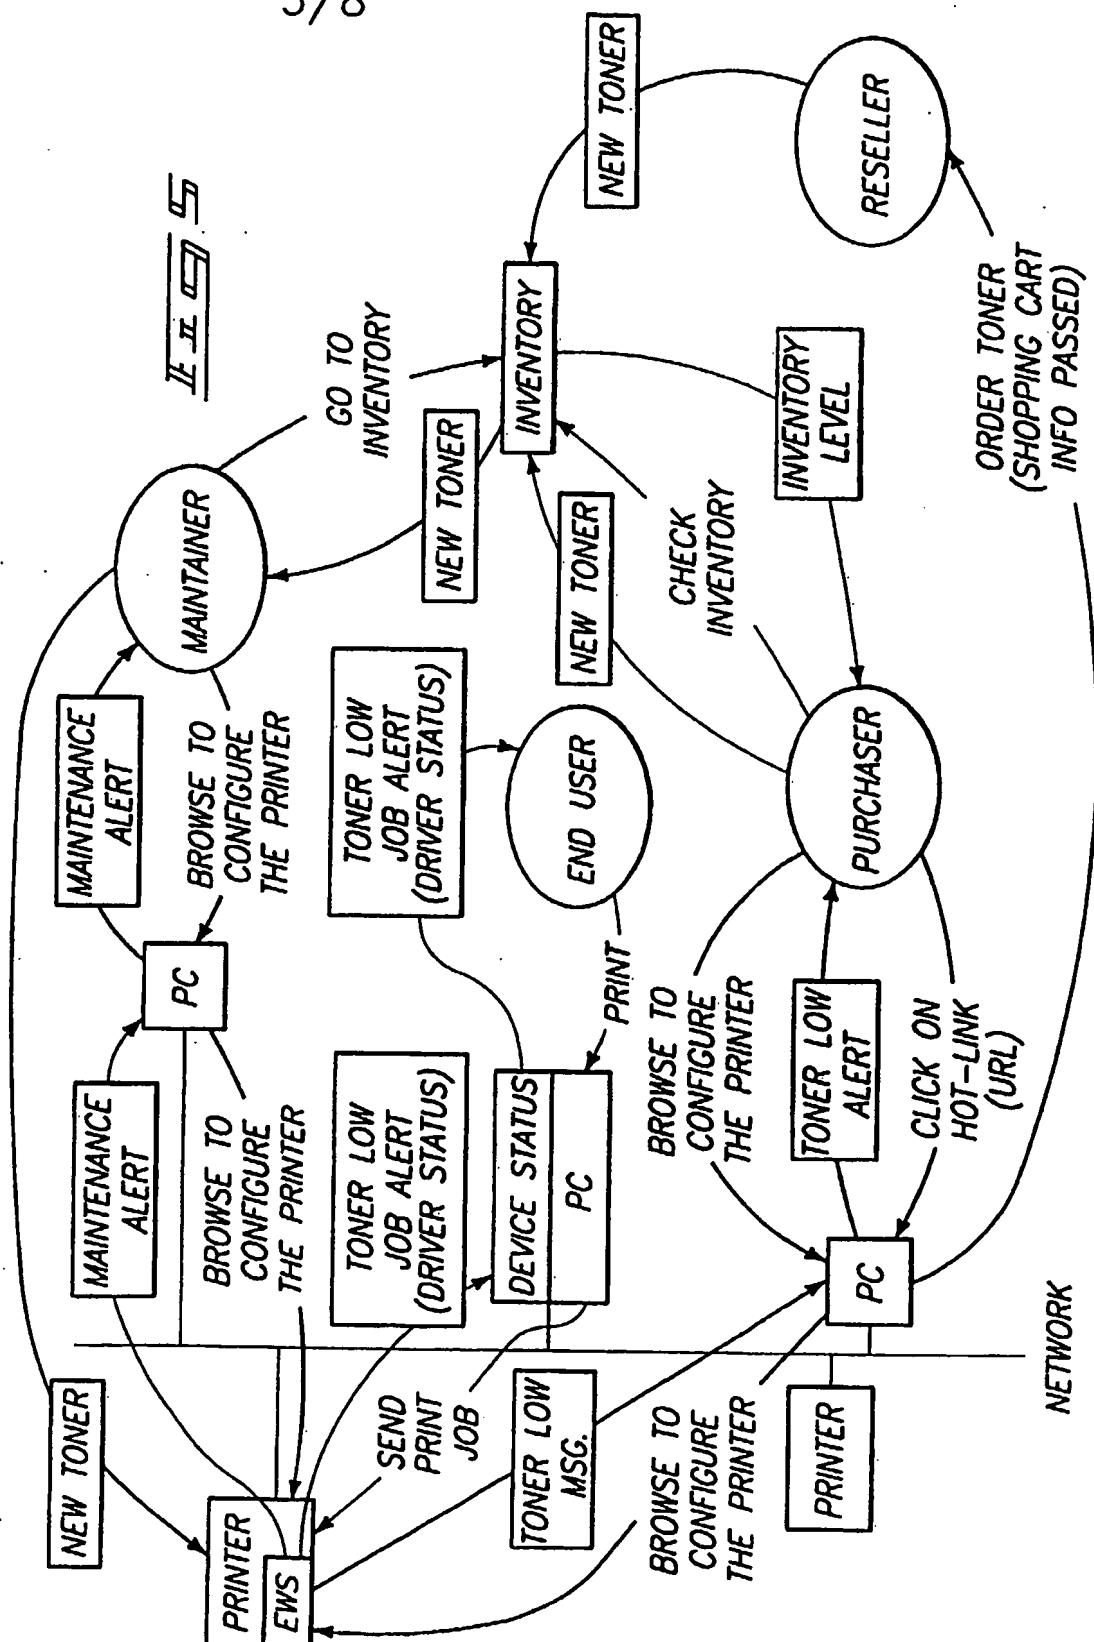 5/8
FIG 5
NEW TONER
PRINTER
EWS
MAINTENANCE
ALERT
PC
MAINTENANCE
ALERT
MAINTAINER
BROWSE TO
CONFIGURE
THE PRINTER
BROWSE TO
CONFIGURE
THE PRINTER
GO TO
INVENTORY
NEW TONER
INVENTORY
NEW TONER
RESELLER
TONER LOW
JOB ALERT
(DRIVER STATUS)
TONER LOW
JOB ALERT
(DRIVER STATUS)
SEND
PRINT
JOB
DEVICE STATUS
PC
PRINT
END USER
NEW TONER
CHECK
INVENTORY
INVENTORY
LEVEL
TONER LOW
MSG.
BROWSE TO
CONFIGURE
THE PRINTER
BROWSE TO
CONFIGURE
THE PRINTER
TONER LOW
ALERT
PURCHASER
PRINTER
PC
CLICK ON
HOT-LINK
(URL)
ORDER TONER
(SHOPPING CART
INFO PASSED)
NETWORK